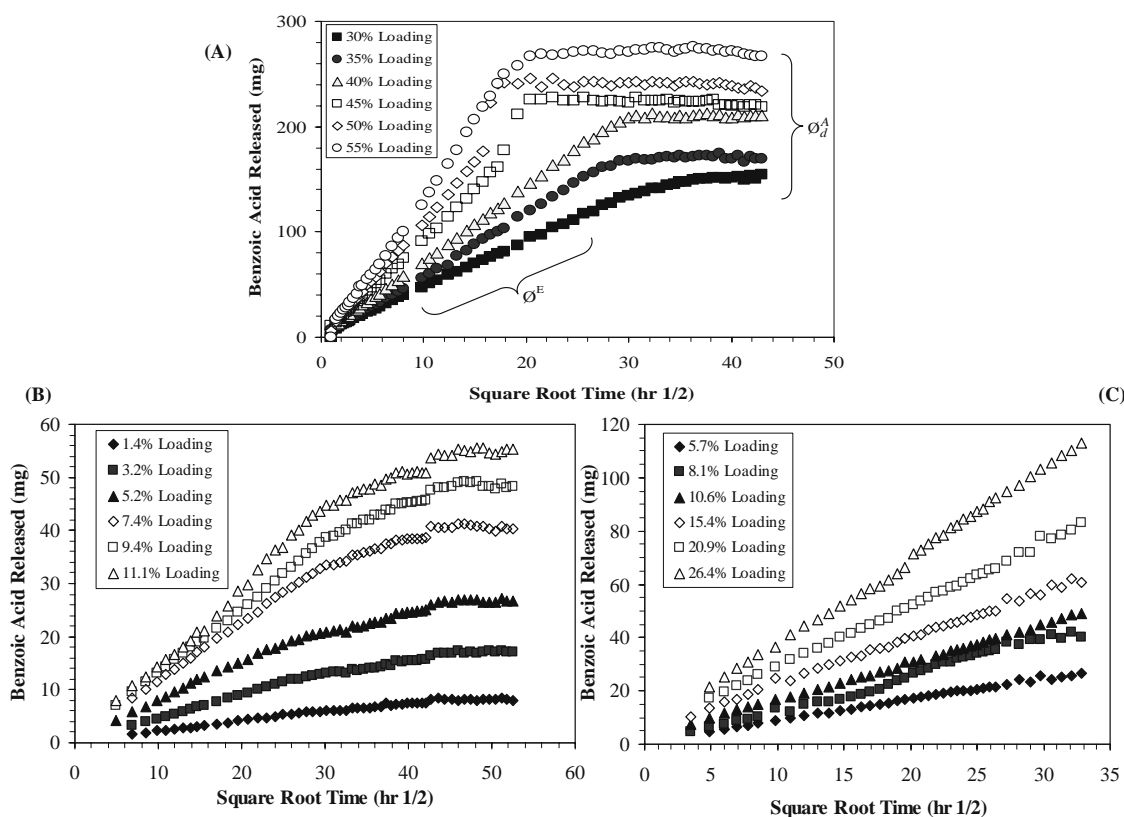 (A)
300
200
100
0
Benzoic Acid Released (mg)
30% Loading
35% Loading
40% Loading
45% Loading
50% Loading
55% Loading
Ø^A_d
Ø^E
0 10 20 30 40 50
Square Root Time (hr 1/2)
(B)
60
50
40
30
20
10
0
Benzoic Acid Released (mg)
1.4% Loading
3.2% Loading
5.2% Loading
7.4% Loading
9.4% Loading
11.1% Loading
0 10 20 30 40 50 60
Square Root Time (hr 1/2)
(C)
120
100
80
60
40
20
0
Benzoic Acid Released (mg)
5.7% Loading
8.1% Loading
10.6% Loading
15.4% Loading
20.9% Loading
26.4% Loading
0 5 10 15 20 25 30 35
Square Root Time (hr 1/2)